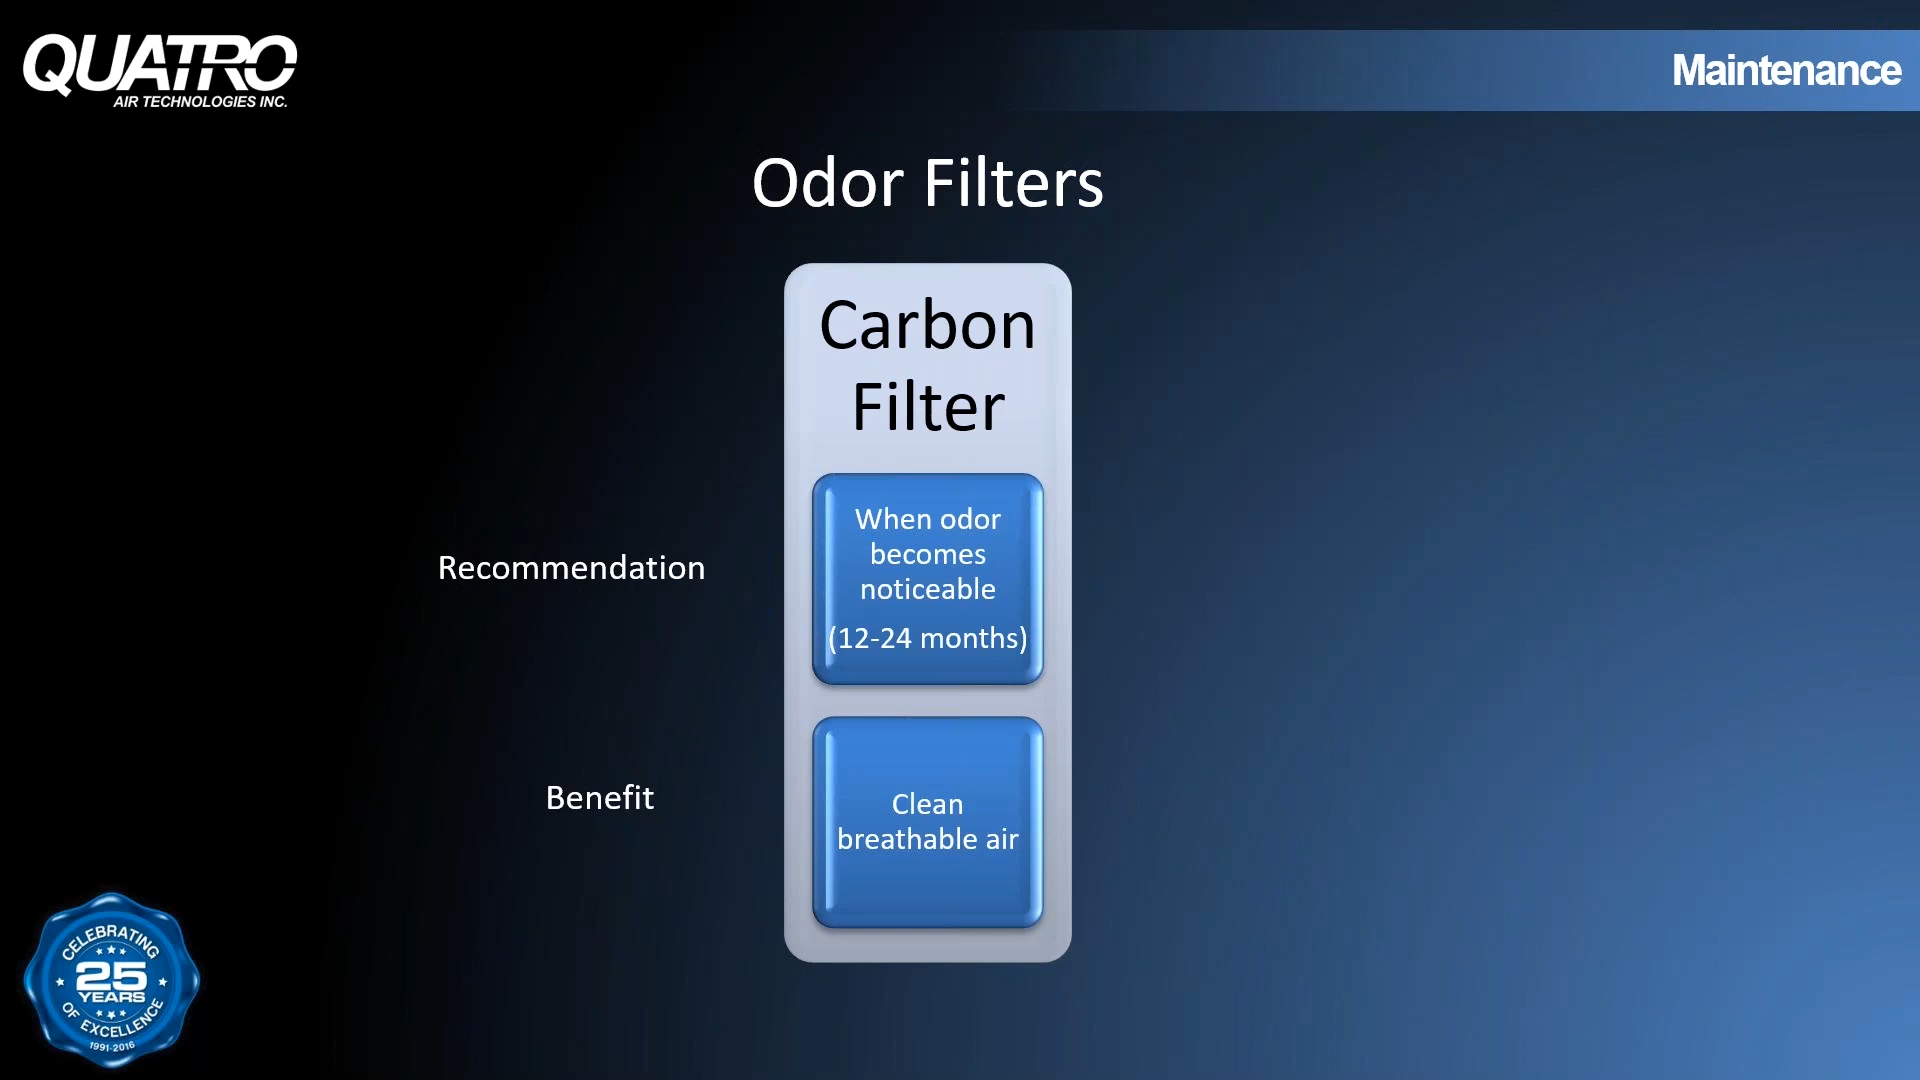 QUATRO
AIR TECHNOLOGIES INC.
Maintenance
Odor Filters
Carbon
Filter
Recommendation
When odor
becomes
noticeable
(12-24 months)
Benefit
Clean
breathable air
CELEBRATING
25
YEARS
OF EXCELLENCE
1991-2016